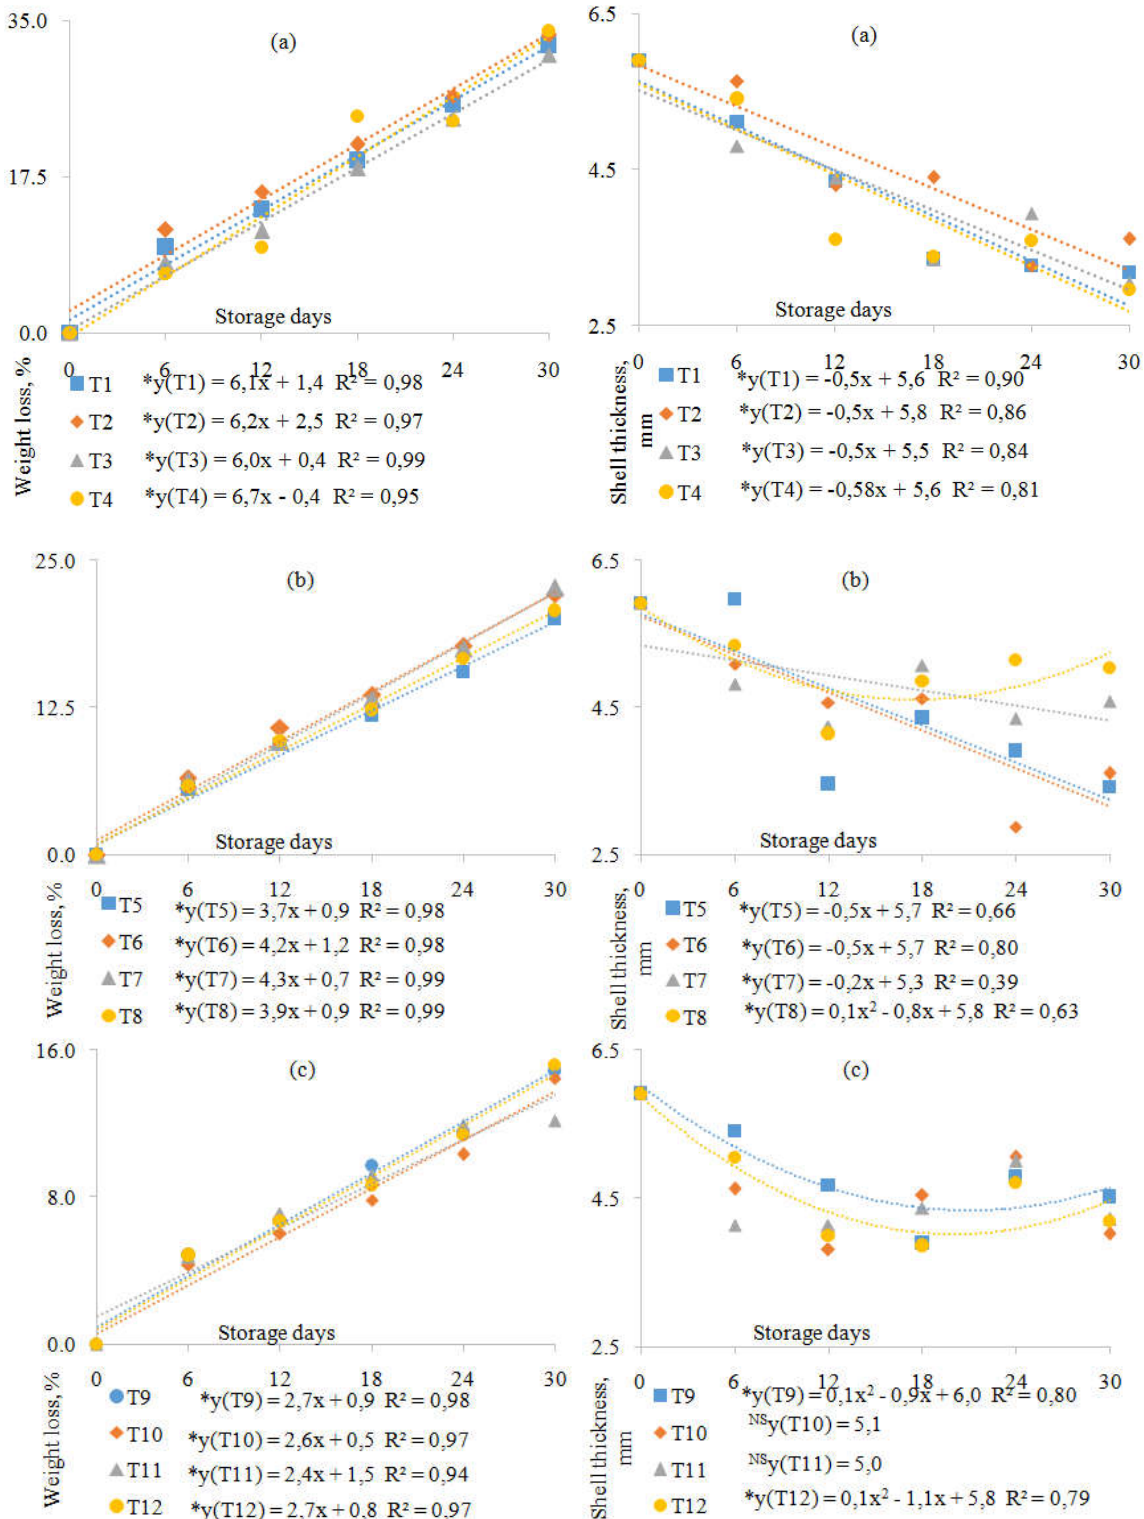 35.0
17.5
0.0
(a)
Storage days
0 6 12 18 24 30
Weight loss, %
T1 *y(T1) = 6,1x + 1,4 R² = 0,98
T2 *y(T2) = 6,2x + 2,5 R² = 0,97
T3 *y(T3) = 6,0x + 0,4 R² = 0,99
T4 *y(T4) = 6,7x - 0,4 R² = 0,95
6.5
4.5
2.5
(a)
Storage days
0 6 12 18 24 30
Shell thickness,
mm
T1 *y(T1) = -0,5x + 5,6 R² = 0,90
T2 *y(T2) = -0,5x + 5,8 R² = 0,86
T3 *y(T3) = -0,5x + 5,5 R² = 0,84
T4 *y(T4) = -0,58x + 5,6 R² = 0,81
25.0
12.5
0.0
(b)
Storage days
0 6 12 18 24 30
Weight loss, %
T5 *y(T5) = 3,7x + 0,9 R² = 0,98
T6 *y(T6) = 4,2x + 1,2 R² = 0,98
T7 *y(T7) = 4,3x + 0,7 R² = 0,99
T8 *y(T8) = 3,9x + 0,9 R² = 0,99
6.5
4.5
2.5
(b)
Storage days
0 6 12 18 24 30
Shell thickness,
mm
T5 *y(T5) = -0,5x + 5,7 R² = 0,66
T6 *y(T6) = -0,5x + 5,7 R² = 0,80
T7 *y(T7) = -0,2x + 5,3 R² = 0,39
T8 *y(T8) = 0,1x² - 0,8x + 5,8 R² = 0,63
16.0
8.0
0.0
(c)
Storage days
0 6 12 18 24 30
Weight loss, %
T9 *y(T9) = 2,7x + 0,9 R² = 0,98
T10 *y(T10) = 2,6x + 0,5 R² = 0,97
T11 *y(T11) = 2,4x + 1,5 R² = 0,94
T12 *y(T12) = 2,7x + 0,8 R² = 0,97
6.5
4.5
2.5
(c)
Storage days
0 6 12 18 24 30
Shell thickness,
mm
T9 *y(T9) = 0,1x² - 0,9x + 6,0 R² = 0,80
T10 ᴺˢy(T10) = 5,1
T11 ᴺˢy(T11) = 5,0
T12 *y(T12) = 0,1x² - 1,1x + 5,8 R² = 0,79